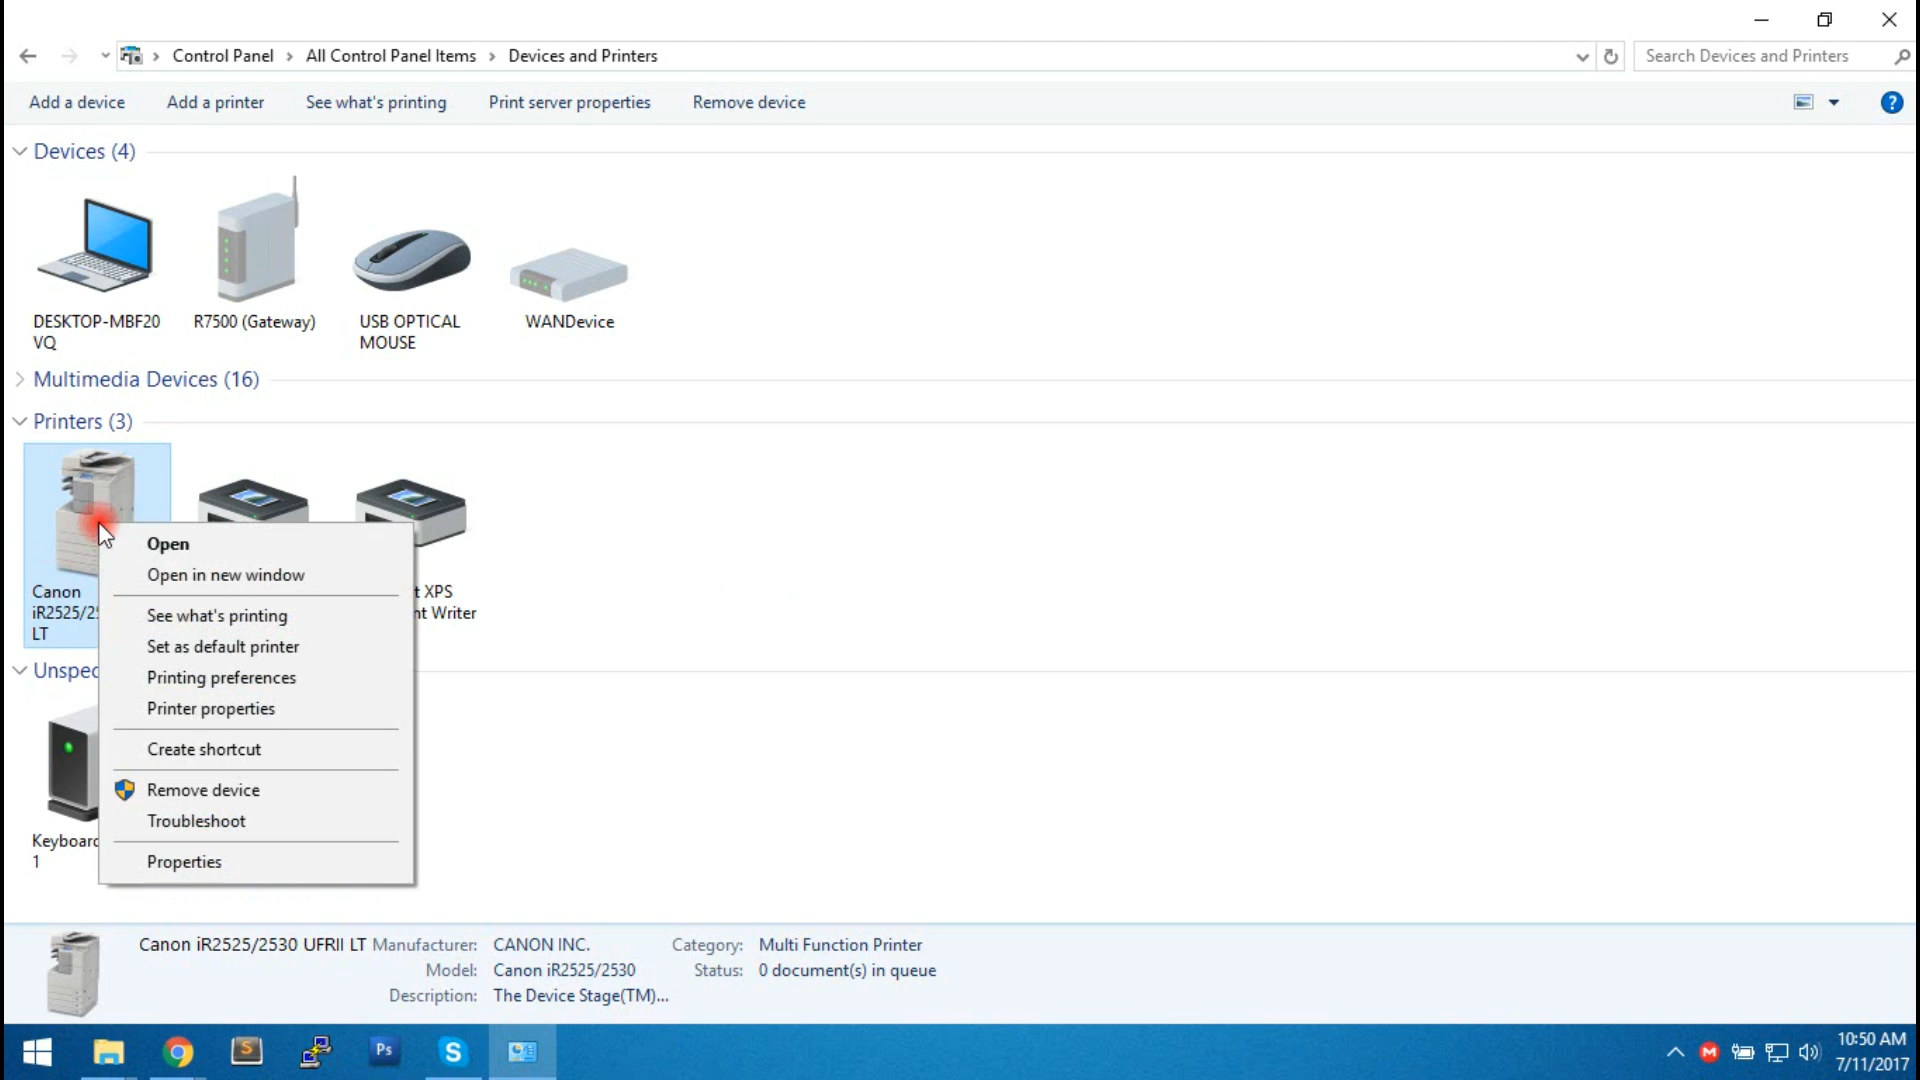 Control Panel > All Control Panel Items > Devices and Printers
Search Devices and Printers
Add a device Add a printer See what's printing Print server properties Remove device
?
Devices (4)
DESKTOP-MBF20
VQ
R7500 (Gateway)
USB OPTICAL
MOUSE
WANDevice
Multimedia Devices (16)
Printers (3)
Canon
iR2525/2
LT
t XPS
nt Writer
Open
Open in new window
See what's printing
Set as default printer
Printing preferences
Printer properties
Create shortcut
Remove device
Troubleshoot
Properties
Unspec
Keyboard
1
Canon iR2525/2530 UFRII LT Manufacturer: CANON INC. Category: Multi Function Printer
Model: Canon iR2525/2530 Status: 0 document(s) in queue
Description: The Device Stage(TM)...
S
Ps
S
M
10:50 AM
7/11/2017